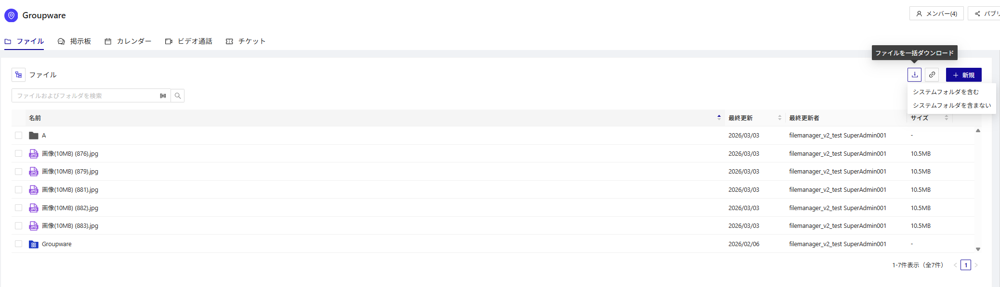 Groupware
メンバー(4)
パブリ
ファイル 掲示板 カレンダー ビデオ通話 チケット
ファイルを一括ダウンロード
ファイル
新規
ファイルおよびフォルダを検索
システムフォルダを含む
システムフォルダを含まない
名前 最終更新 最終更新者 サイズ
A 2026/03/03 filemanager_v2_test SuperAdmin001 -
JPG 画像(10MB) (876).jpg 2026/03/03 filemanager_v2_test SuperAdmin001 10.5MB
JPG 画像(10MB) (879).jpg 2026/03/03 filemanager_v2_test SuperAdmin001 10.5MB
JPG 画像(10MB) (881).jpg 2026/03/03 filemanager_v2_test SuperAdmin001 10.5MB
JPG 画像(10MB) (882).jpg 2026/03/03 filemanager_v2_test SuperAdmin001 10.5MB
JPG 画像(10MB) (883).jpg 2026/03/03 filemanager_v2_test SuperAdmin001 10.5MB
Groupware 2026/02/06 filemanager_v2_test SuperAdmin001 -
1-7件表示（全7件） < 1 >